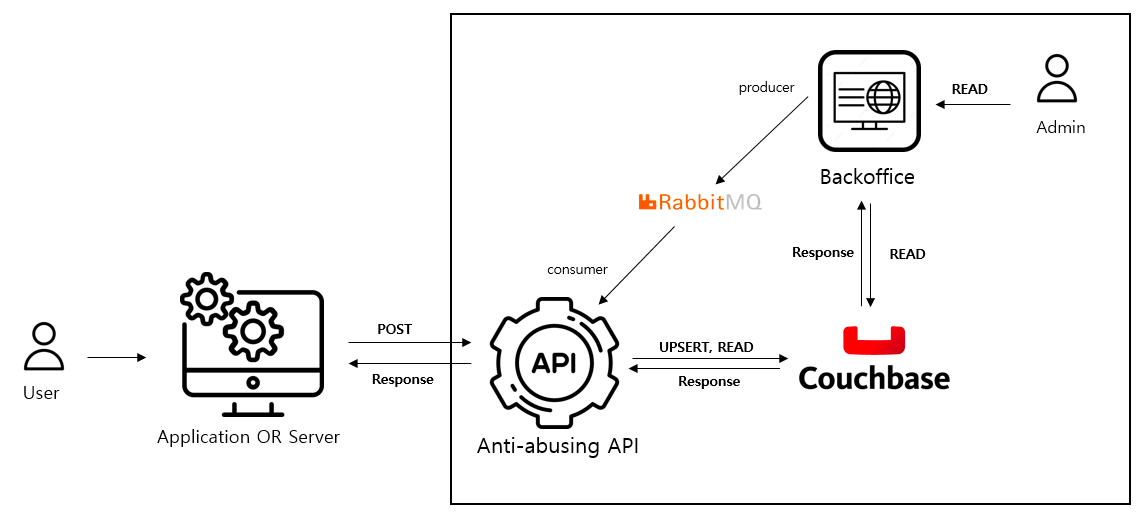 producer
READ
Admin
Backoffice
RabbitMQ
Response
READ
consumer
POST
API
UPSERT, READ
Response
Response
Couchbase
User
Application OR Server
Anti-abusing API